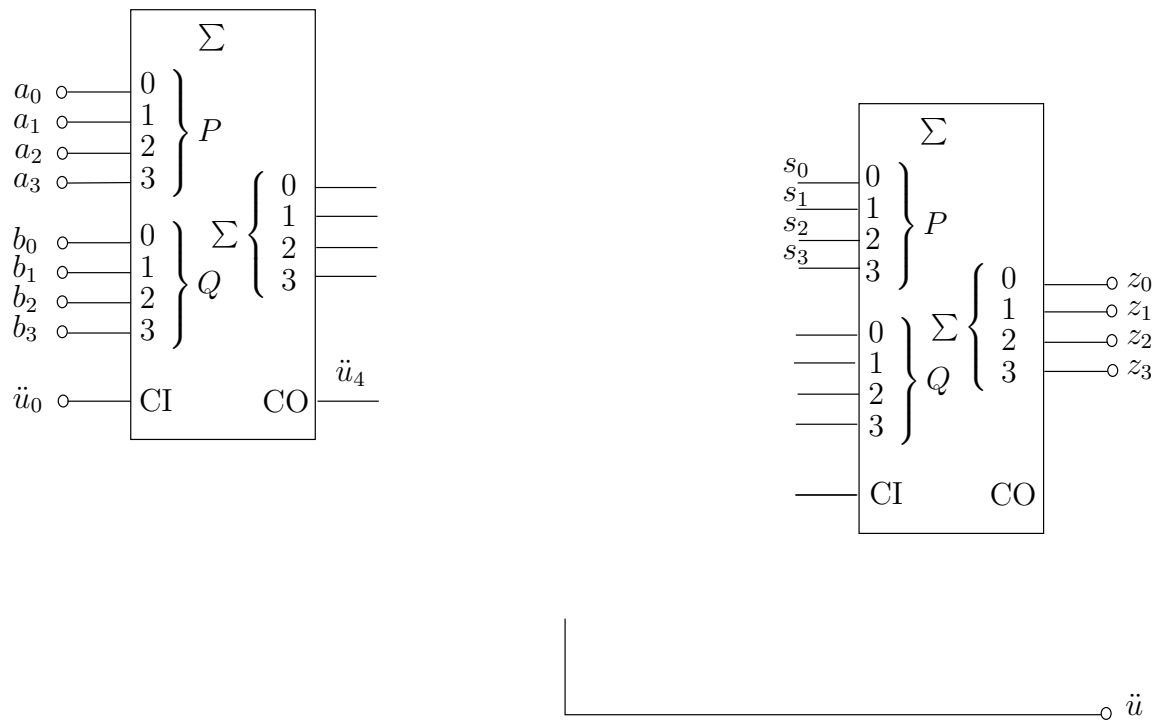 Σ
a₀ 0
a₁ 1
a₂ 2
a₃ 3
P
b₀ 0
b₁ 1
b₂ 2
b₃ 3
Q
Σ 0
1
2
3
ü₀ CI
CO ü₄
Σ
s₀ 0
s₁ 1
s₂ 2
s₃ 3
P
0
1
2
3
Q
Σ 0 z₀
1 z₁
2 z₂
3 z₃
CI CO
ü